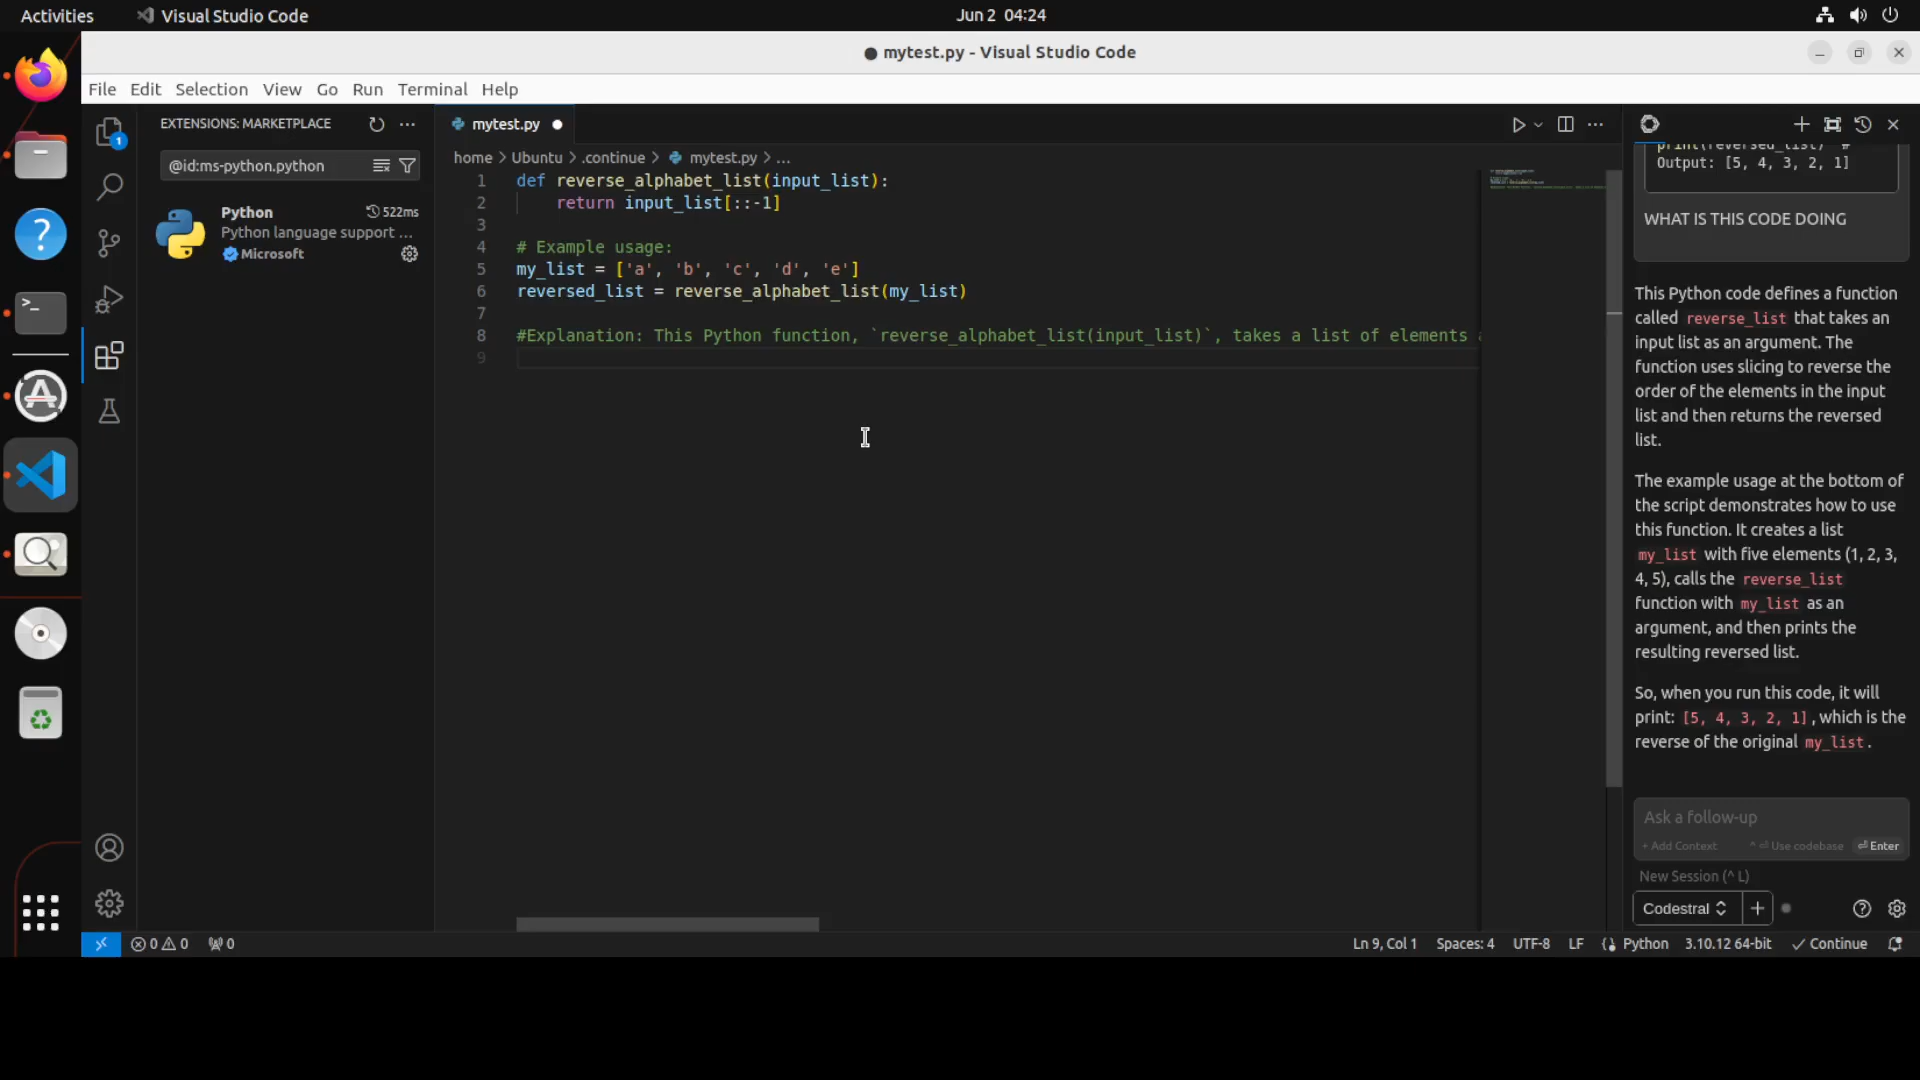 Activities
Visual Studio Code
Jun 2 04:24
mytest.py - Visual Studio Code
File Edit Selection View Go Run Terminal Help
EXTENSIONS: MARKETPLACE
@id:ms-python.python
Python
522ms
Python language support ...
Microsoft
1
mytest.py
home > Ubuntu > .continue > mytest.py > ...
1 def reverse_alphabet_list(input_list):
2 return input_list[::-1]
3
4 # Example usage:
5 my_list = ['a', 'b', 'c', 'd', 'e']
6 reversed_list = reverse_alphabet_list(my_list)
7
8 #Explanation: This Python function, `reverse_alphabet_list(input_list)`, takes a list of elements
9
print(reversed_list) #
Output: [5, 4, 3, 2, 1]
WHAT IS THIS CODE DOING
This Python code defines a function
called reverse_list that takes an
input list as an argument. The
function uses slicing to reverse the
order of the elements in the input
list and then returns the reversed
list.
The example usage at the bottom of
the script demonstrates how to use
this function. It creates a list
my_list with five elements (1, 2, 3,
4, 5), calls the reverse_list
function with my_list as an
argument, and then prints the
resulting reversed list.
So, when you run this code, it will
print: [5, 4, 3, 2, 1], which is the
reverse of the original my_list.
Ask a follow-up
+ Add Context ^ ⏎ Use codebase ⏎ Enter
New Session (^ L)
Codestral
0 0 0
Ln 9, Col 1 Spaces: 4 UTF-8 LF Python 3.10.12 64-bit Continue